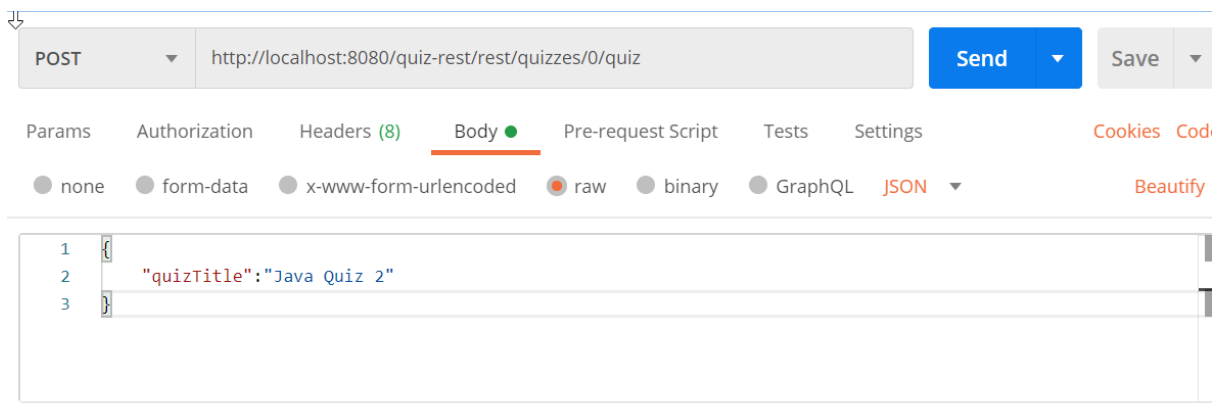 POST http://localhost:8080/quiz-rest/rest/quizzes/0/quiz Send Save
Params Authorization Headers (8) Body Pre-request Script Tests Settings Cookies Code
none form-data x-www-form-urlencoded raw binary GraphQL JSON Beautify
1 {
2 "quizTitle":"Java Quiz 2"
3 }